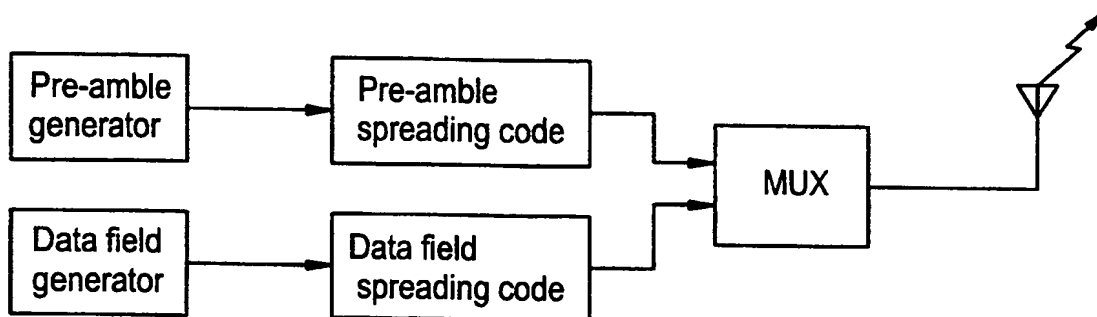 Pre-amble
generator
Pre-amble
spreading code
MUX
Data field
generator
Data field
spreading code